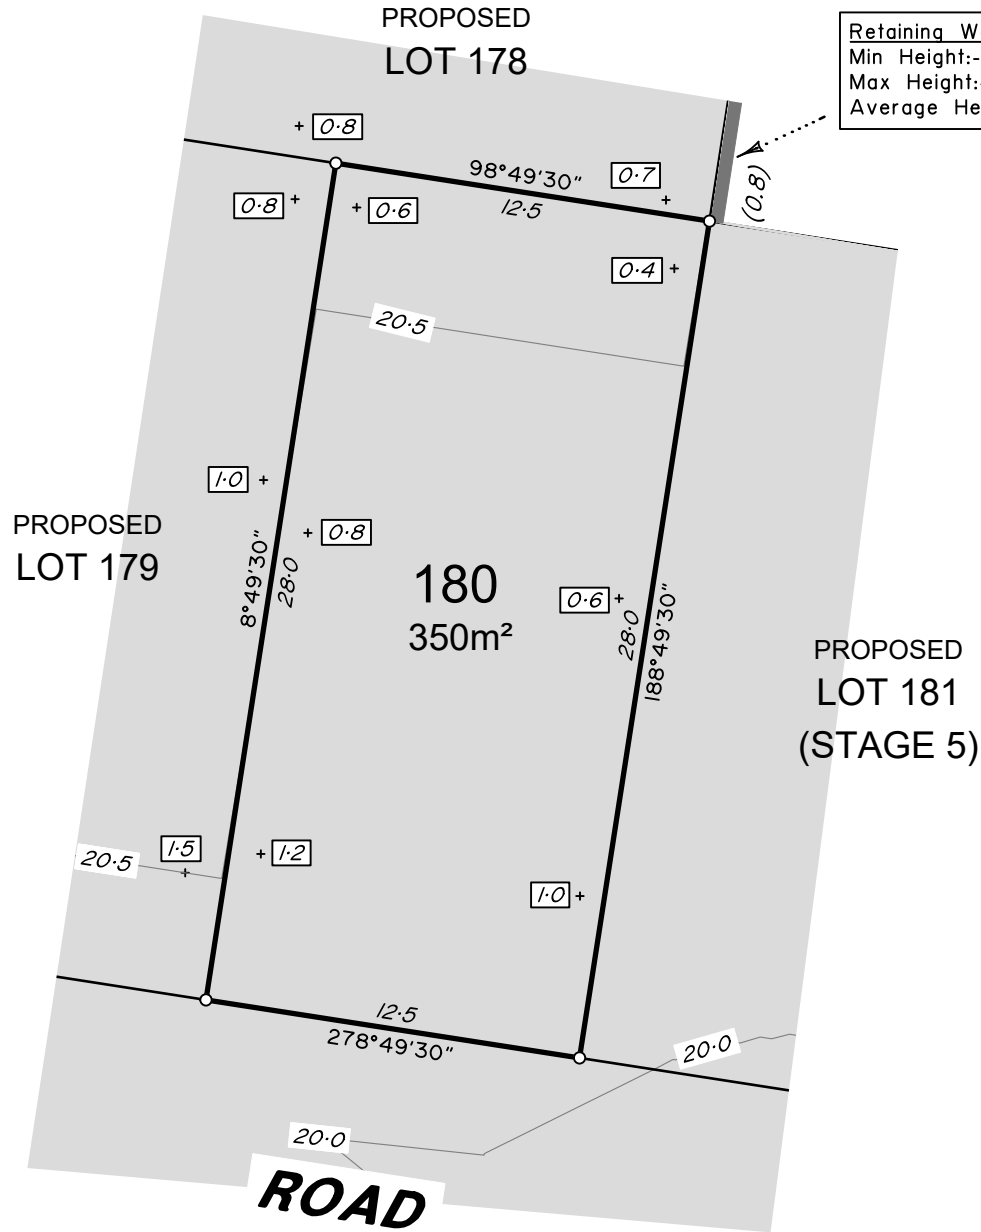 PROPOSED
LOT 178
Retaining W
Min Height:-
Max Height:
Average He
0·8
98°49'30"
12·5
0·7
(0.8)
0·8
0·6
0·4
20·5
1·0
0·8
PROPOSED
LOT 179
8°49'30"
28·0
180
350m²
0·6
28·0
188°49'30"
PROPOSED
LOT 181
(STAGE 5)
1·5
1·2
20·5
1·0
12·5
278°49'30"
20·0
20·0
ROAD